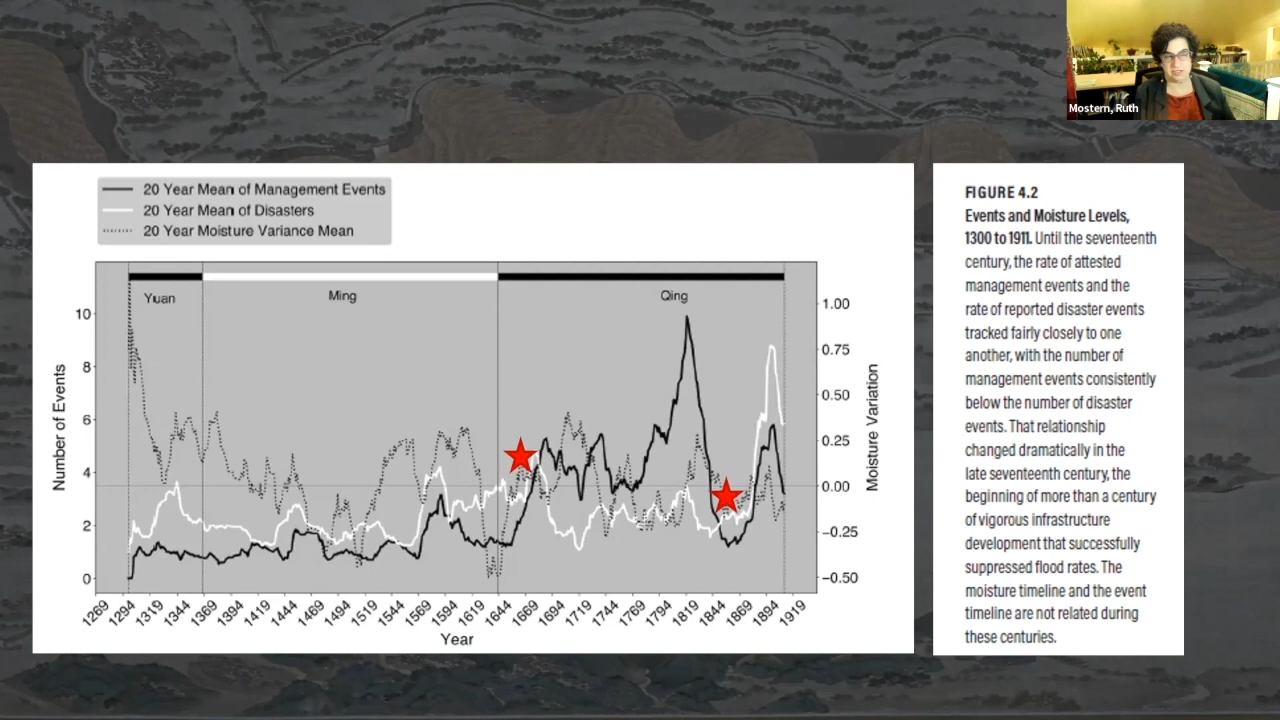 Mostern, Ruth
20 Year Mean of Management Events
20 Year Mean of Disasters
20 Year Moisture Variance Mean
Yuan
Ming
Qing
10
8
6
4
2
0
Number of Events
1.00
0.75
0.50
0.25
0.00
−0.25
−0.50
Moisture Variation
1269 1294 1319 1344 1369 1394 1419 1444 1469 1494 1519 1544 1569 1594 1619 1644 1669 1694 1719 1744 1769 1794 1819 1844 1869 1894 1919
Year
FIGURE 4.2
Events and Moisture Levels,
1300 to 1911. Until the seventeenth
century, the rate of attested
management events and the
rate of reported disaster events
tracked fairly closely to one
another, with the number of
management events consistently
below the number of disaster
events. That relationship
changed dramatically in the
late seventeenth century, the
beginning of more than a century
of vigorous infrastructure
development that successfully
suppressed flood rates. The
moisture timeline and the event
timeline are not related during
these centuries.